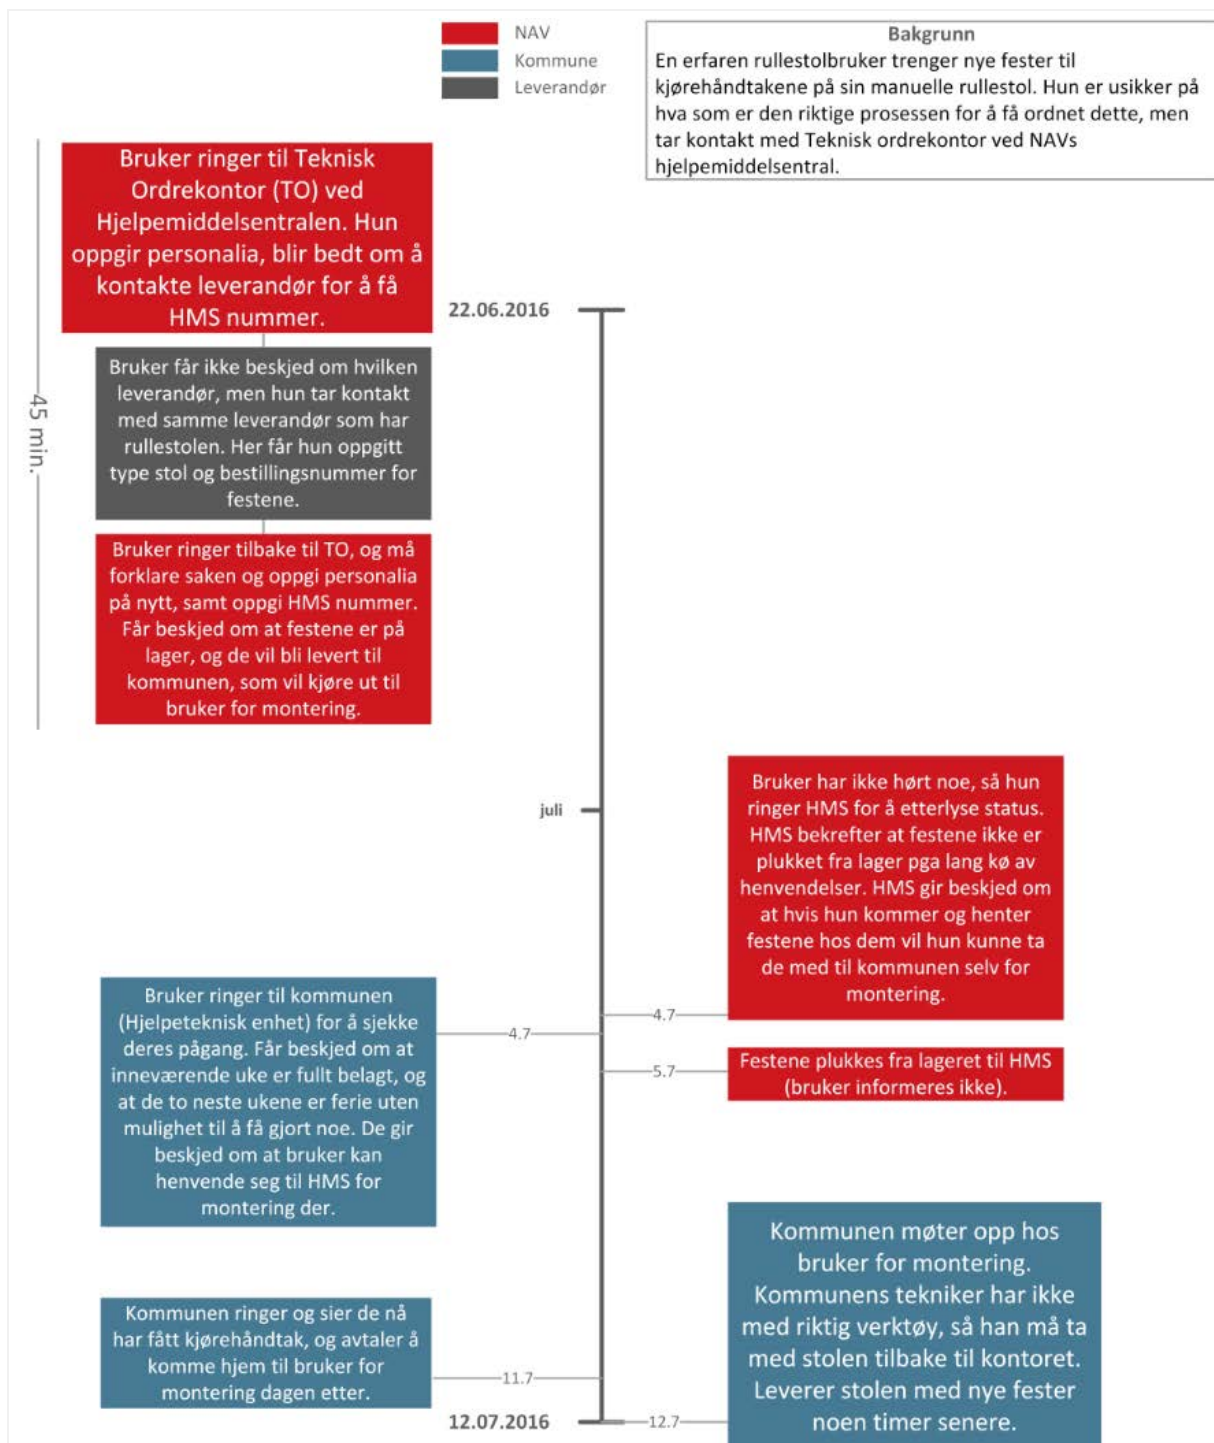 NAV
Kommune
Leverandør
Bakgrunn
En erfaren rullestolbruker trenger nye fester til
kjørehåndtakene på sin manuelle rullestol. Hun er usikker på
hva som er den riktige prosessen for å få ordnet dette, men
tar kontakt med Teknisk ordrekontor ved NAVs
hjelpemiddelsentral.
Bruker ringer til Teknisk
Ordrekontor (TO) ved
Hjelpemiddelsentralen. Hun
oppgir personalia, blir bedt om å
kontakte leverandør for å få
HMS nummer.
22.06.2016
45 min.
Bruker får ikke beskjed om hvilken
leverandør, men hun tar kontakt
med samme leverandør som har
rullestolen. Her får hun oppgitt
type stol og bestillingsnummer for
festene.
Bruker ringer tilbake til TO, og må
forklare saken og oppgi personalia
på nytt, samt oppgi HMS nummer.
Får beskjed om at festene er på
lager, og de vil bli levert til
kommunen, som vil kjøre ut til
bruker for montering.
juli
Bruker har ikke hørt noe, så hun
ringer HMS for å etterlyse status.
HMS bekrefter at festene ikke er
plukket fra lager pga lang kø av
henvendelser. HMS gir beskjed om
at hvis hun kommer og henter
festene hos dem vil hun kunne ta
de med til kommunen selv for
montering.
4.7
Bruker ringer til kommunen
(Hjelpeteknisk enhet) for å sjekke
deres pågang. Får beskjed om at
inneværende uke er fullt belagt, og
at de to neste ukene er ferie uten
mulighet til å få gjort noe. De gir
beskjed om at bruker kan
henvende seg til HMS for
montering der.
4.7
5.7
Festene plukkes fra lageret til HMS
(bruker informeres ikke).
Kommunen ringer og sier de nå
har fått kjørehåndtak, og avtaler å
komme hjem til bruker for
montering dagen etter.
11.7
Kommunen møter opp hos
bruker for montering.
Kommunens tekniker har ikke
med riktig verktøy, så han må ta
med stolen tilbake til kontoret.
Leverer stolen med nye fester
noen timer senere.
12.07.2016
12.7